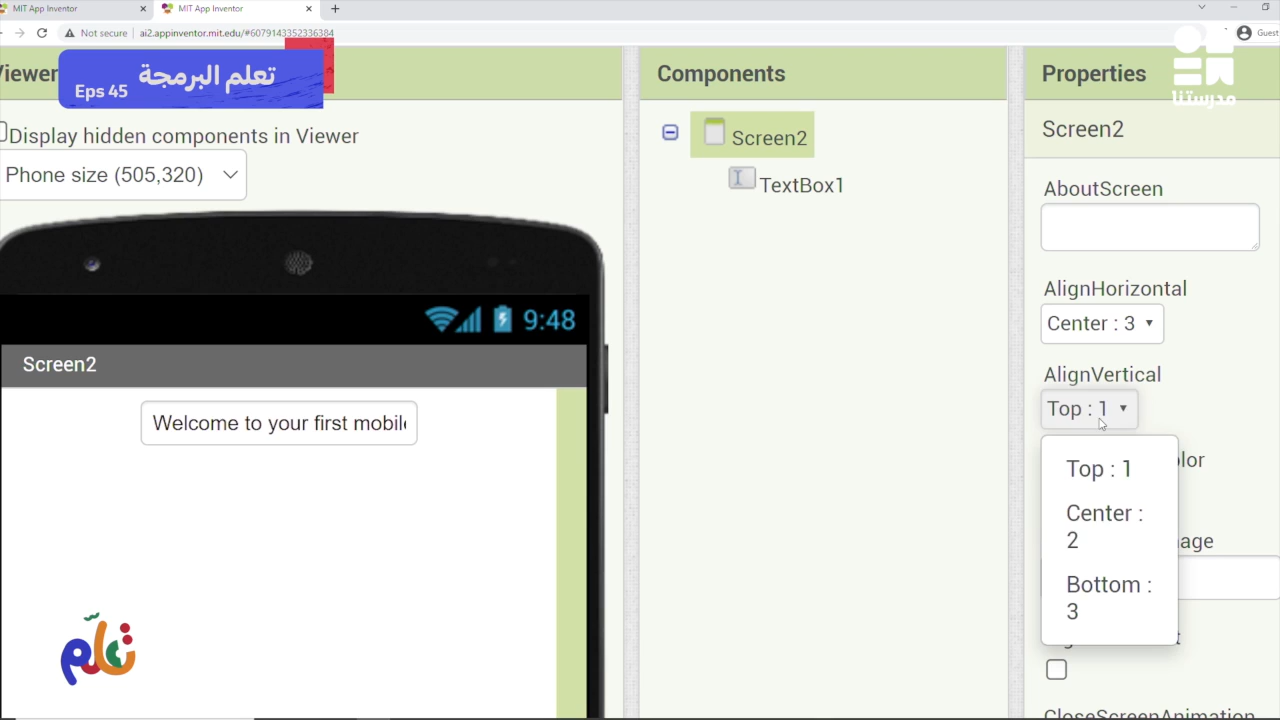 MIT App Inventor
MIT App Inventor
Not secure
ai2.appinventor.mit.edu/#6079143352336384
Guest
Viewer
Components
Properties
تعلم البرمجة
Eps 45
مدرستنا
Display hidden components in Viewer
Phone size (505,320)
9:48
Screen2
Welcome to your first mobil
Screen2
TextBox1
Screen2
AboutScreen
AlignHorizontal
Center : 3
AlignVertical
Top : 1
Top : 1
Center :
2
Bottom :
3
lor
age
CloseScreenAnimation